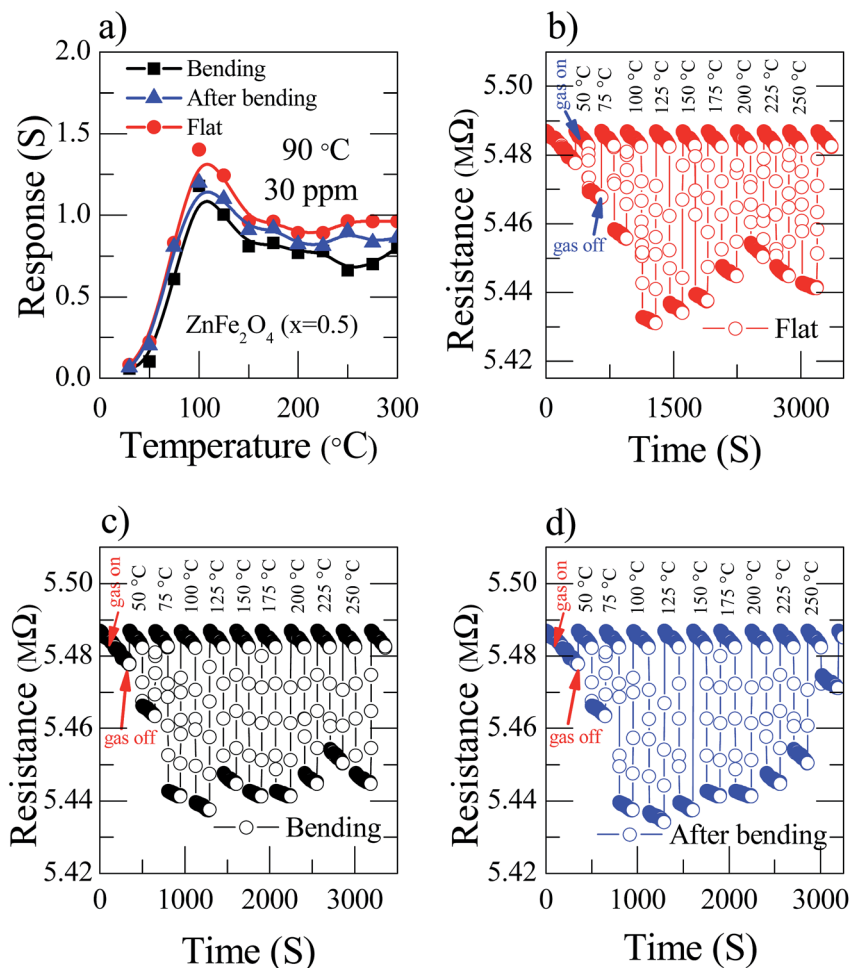 a)
2.0
1.5
1.0
0.5
0.0
Response (S)
Bending
After bending
Flat
90 °C
30 ppm
ZnFe2O4 (x=0.5)
0 100 200 300
Temperature (°C)
b)
5.50
5.48
5.46
5.44
5.42
Resistance (MΩ)
gas on
50 °C
75 °C
100 °C
125 °C
150 °C
175 °C
200 °C
225 °C
250 °C
gas off
Flat
0 1500 3000
Time (S)
c)
5.50
5.48
5.46
5.44
5.42
Resistance (MΩ)
gas on
50 °C
75 °C
100 °C
125 °C
150 °C
175 °C
200 °C
225 °C
250 °C
gas off
Bending
0 1000 2000 3000
Time (S)
d)
5.50
5.48
5.46
5.44
5.42
Resistance (MΩ)
gas on
50 °C
75 °C
100 °C
125 °C
150 °C
175 °C
200 °C
225 °C
250 °C
gas off
After bending
0 1000 2000 3000
Time (S)